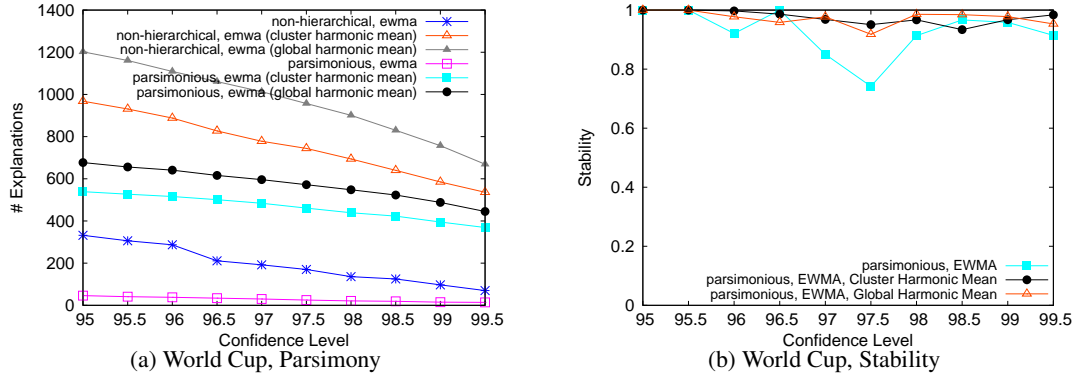 non-hierarchical, ewma
non-hierarchical, emwa (cluster harmonic mean)
non-hierarchical, ewma (global harmonic mean)
parsimonious, ewma
parsimonious, ewma (cluster harmonic mean)
parsimonious, ewma (global harmonic mean)
# Explanations
1400
1200
1000
800
600
400
200
0
95 95.5 96 96.5 97 97.5 98 98.5 99 99.5
Confidence Level
(a) World Cup, Parsimony
Stability
1
0.8
0.6
0.4
0.2
0
parsimonious, EWMA
parsimonious, EWMA, Cluster Harmonic Mean
parsimonious, EWMA, Global Harmonic Mean
95 95.5 96 96.5 97 97.5 98 98.5 99 99.5
Confidence Level
(b) World Cup, Stability